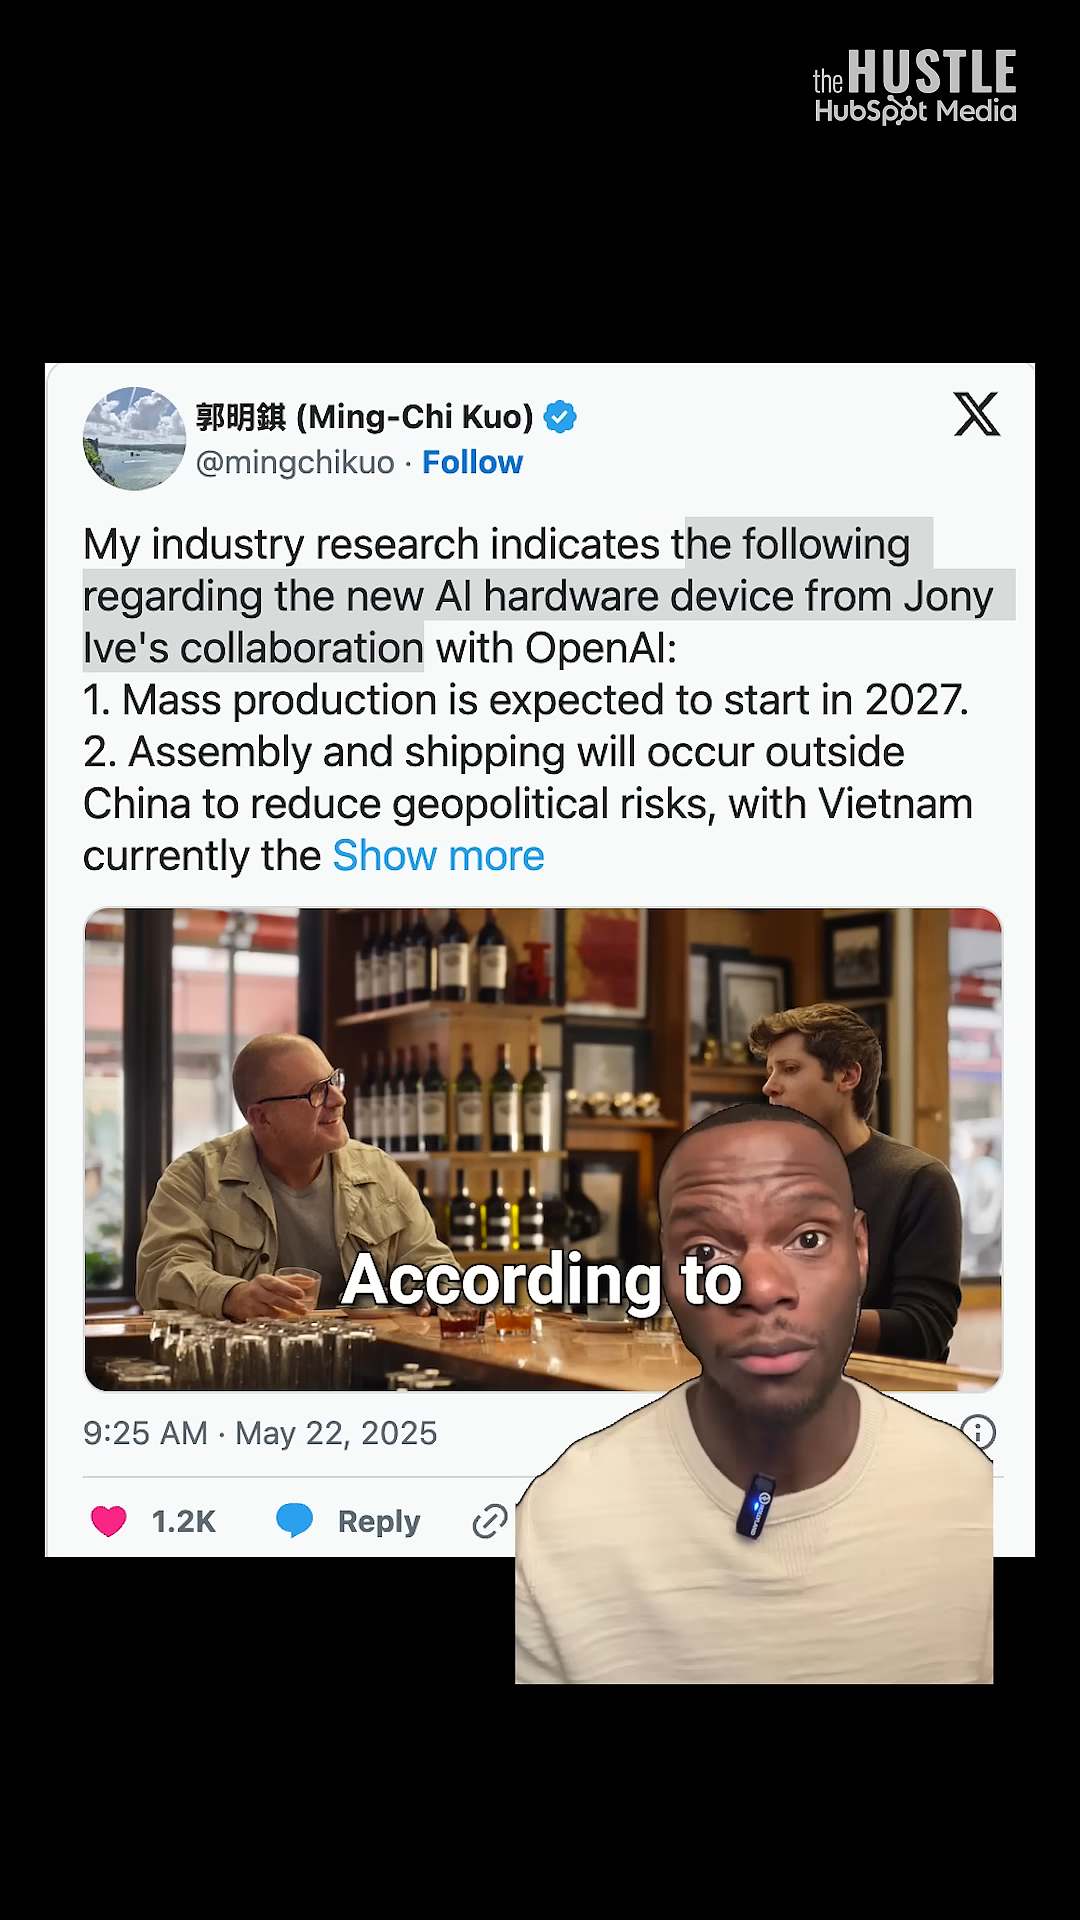 the HUSTLE
HubSpot Media
郭明錤 (Ming-Chi Kuo)
@mingchikuo · Follow
My industry research indicates the following
regarding the new AI hardware device from Jony
Ive's collaboration with OpenAI:
1. Mass production is expected to start in 2027.
2. Assembly and shipping will occur outside
China to reduce geopolitical risks, with Vietnam
currently the Show more
According to
9:25 AM · May 22, 2025
1.2K Reply